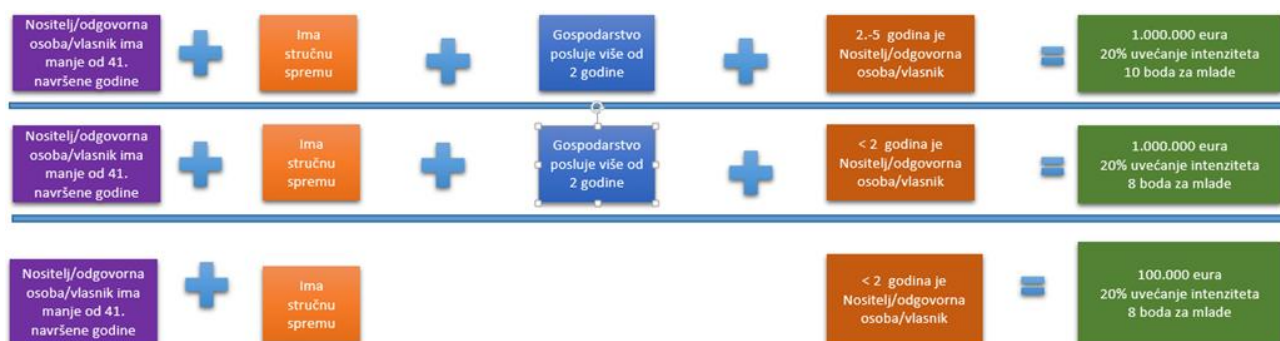 Nositelj/odgovorna
osoba/vlasnik ima
manje od 41.
navršene godine
Ima
stručnu
spremu
Gospodarstvo
posluje više od
2 godine
2.-5 godina je
Nositelj/odgovorna
osoba/vlasnik
1.000.000 eura
20% uvećanje intenziteta
10 boda za mlade
Nositelj/odgovorna
osoba/vlasnik ima
manje od 41.
navršene godine
Ima
stručnu
spremu
Gospodarstvo
posluje više od
2 godine
< 2 godina je
Nositelj/odgovorna
osoba/vlasnik
1.000.000 eura
20% uvećanje intenziteta
8 boda za mlade
Nositelj/odgovorna
osoba/vlasnik ima
manje od 41.
navršene godine
Ima
stručnu
spremu
< 2 godina je
Nositelj/odgovorna
osoba/vlasnik
100.000 eura
20% uvećanje intenziteta
8 boda za mlade